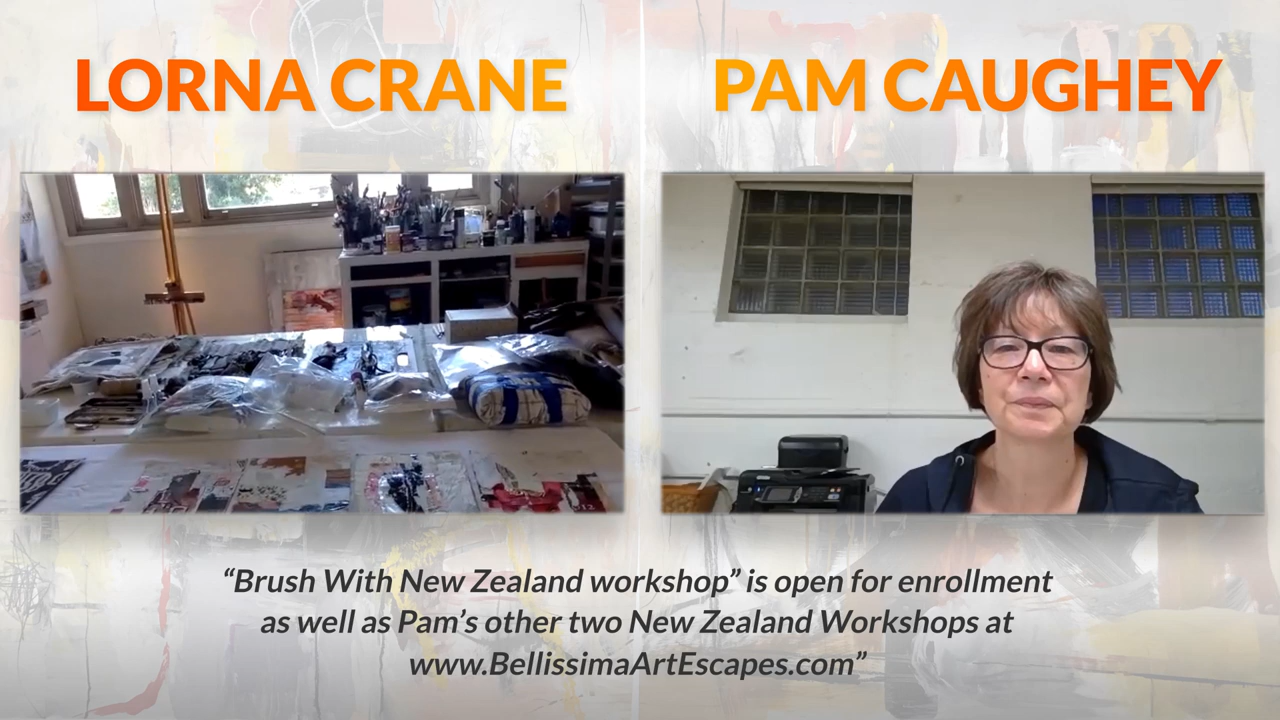 LORNA CRANE
PAM CAUGHEY
“Brush With New Zealand workshop” is open for enrollment
as well as Pam’s other two New Zealand Workshops at
www.BellissimaArtEscapes.com”